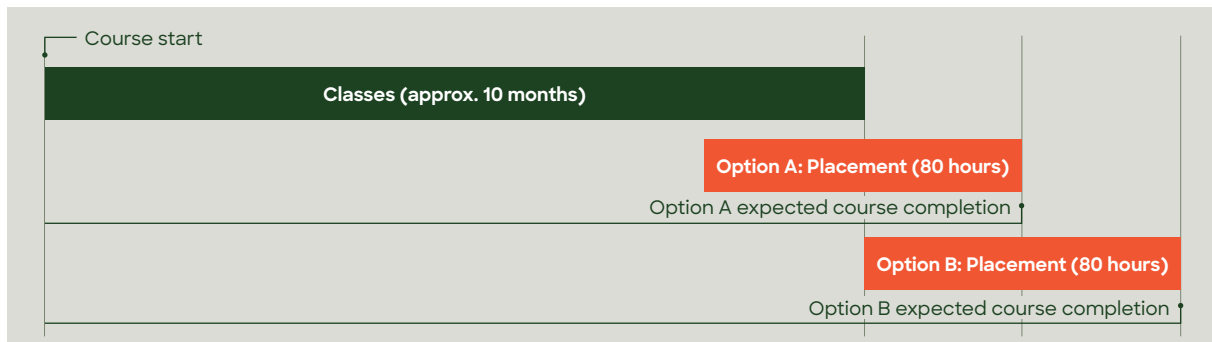 Course start
Classes (approx. 10 months)
Option A: Placement (80 hours)
Option A expected course completion
Option B: Placement (80 hours)
Option B expected course completion